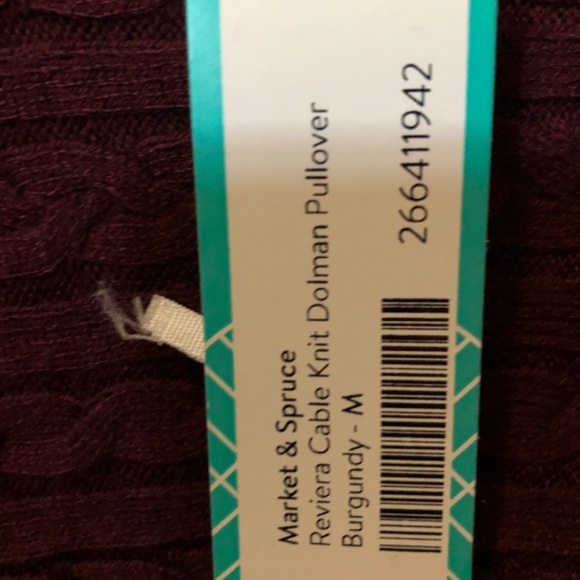 Market & Spruce
Reviera Cable Knit Dolman Pullover
Burgundy - M
266411942